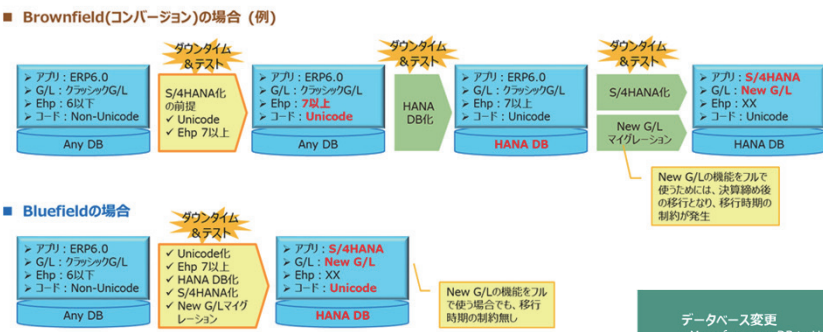 ■ Brownfield(コンバージョン)の場合 (例)
ダウンタイム
&テスト
ダウンタイム
&テスト
ダウンタイム
&テスト
➢ アプリ：ERP6.0
➢ G/L：クラシックG/L
➢ Ehp：6以下
➢ コード：Non-Unicode
Any DB
S/4HANA化
の前提
✓ Unicode
✓ Ehp 7以上
➢ アプリ：ERP6.0
➢ G/L：クラシックG/L
➢ Ehp：7以上
➢ コード：Unicode
Any DB
HANA
DB化
➢ アプリ：ERP6.0
➢ G/L：クラシックG/L
➢ Ehp：7以上
➢ コード：Unicode
HANA DB
S/4HANA化
New G/L
マイグレーション
➢ アプリ：S/4HANA
➢ G/L：New G/L
➢ Ehp：XX
➢ コード：Unicode
HANA DB
New G/Lの機能をフルで
使うためには、決算締め後
の移行となり、移行時期の
制約が発生
■ Bluefieldの場合
ダウンタイム
&テスト
➢ アプリ：ERP6.0
➢ G/L：クラシックG/L
➢ Ehp：6以下
➢ コード：Non-Unicode
Any DB
✓ Unicode化
✓ Ehp 7以上
✓ HANA DB化
✓ S/4HANA化
✓ New G/Lマイグ
レーション
➢ アプリ：S/4HANA
➢ G/L：New G/L
➢ Ehp：XX
➢ コード：Unicode
HANA DB
New G/Lの機能をフル
で使う場合でも、移行
時期の制約無し
データベース変更